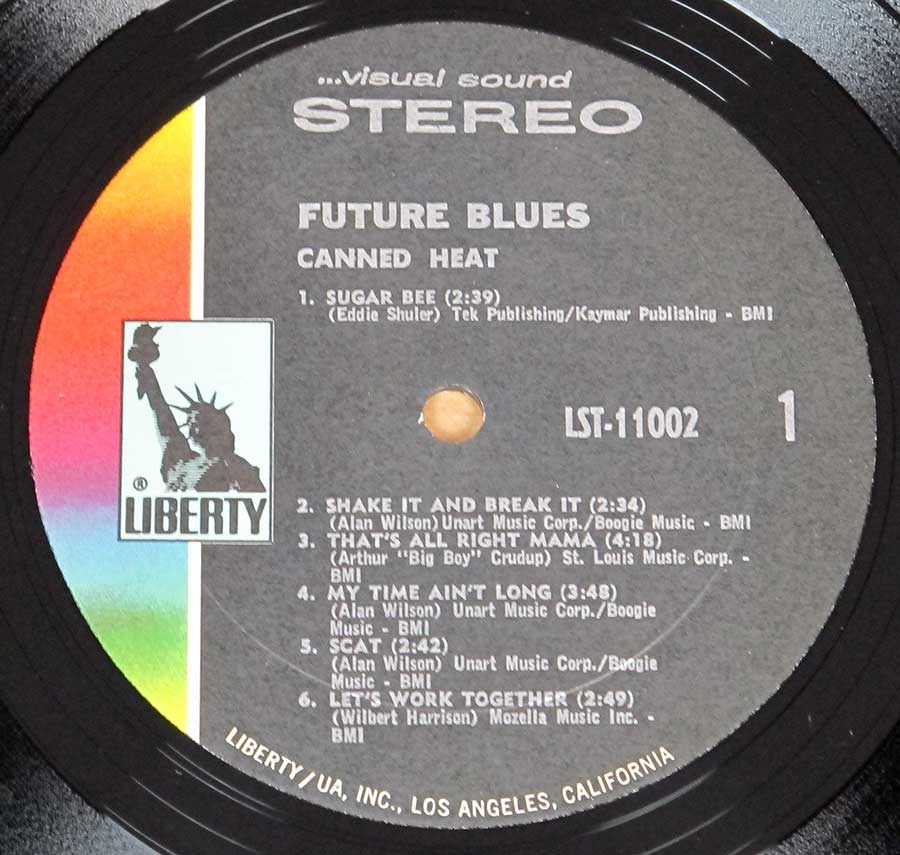 ...visual sound
STEREO
FUTURE BLUES
CANNED HEAT
1. SUGAR BEE (2:39)
(Eddie Shuler) Tek Publishing/Kaymar Publishing - BMI
LST-11002
1
® LIBERTY
2. SHAKE IT AND BREAK IT (2:34)
(Alan Wilson) Unart Music Corp./Boogie Music - BMI
3. THAT'S ALL RIGHT MAMA (4:18)
(Arthur "Big Boy" Crudup) St. Louis Music Corp. -
BMI
4. MY TIME AIN'T LONG (3:48)
(Alan Wilson) Unart Music Corp./Boogie
Music - BMI
5. SCAT (2:42)
(Alan Wilson) Unart Music Corp./Boogie
Music - BMI
6. LET'S WORK TOGETHER (2:49)
(Wilbert Harrison) Mozella Music Inc. -
BMI
LIBERTY/UA, INC., LOS ANGELES, CALIFORNIA